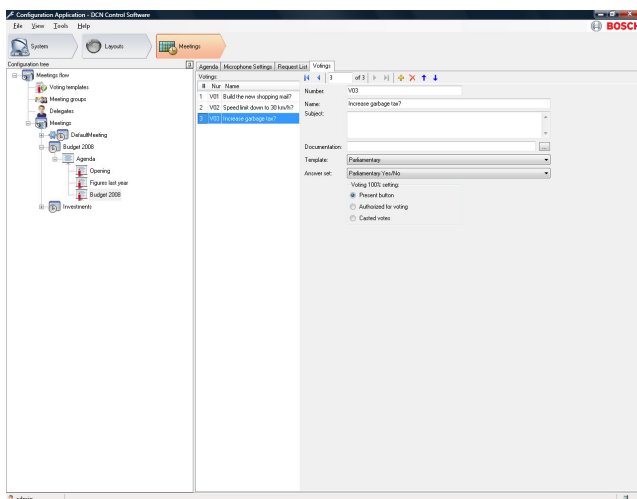 Configuration Application - DCN Control Software
File View Tools Help
BOSCH
System
Layouts
Meetings
Configuration tree
Meetings flow
Voting templates
Meeting groups
Delegates
Meetings
DefaultMeeting
Budget 2008
Agenda
Opening
Figures last year
Budget 2008
Investments
Agenda Microphone Settings Request List Votings
Votings:
Nur Name
1 V01 Build the new shopping mail?
2 V02 Speed limit down to 30 km/h?
3 V03 Increase garbage tax?
3 of 3
Number: V03
Name: Increase garbage tax?
Subject:
Documentation: ...
Template: Parliamentary
Answer set: Parliamentary Yes/No
Voting 100% setting:
Present button
Authorized for voting
Casted votes
admin